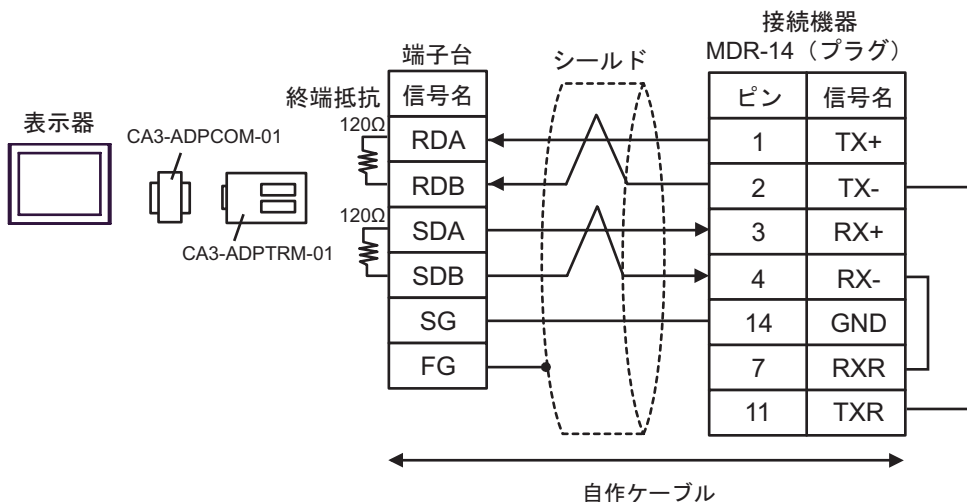 接続機器
MDR-14（プラグ）
端子台
シールド
終端抵抗
信号名
ピン 信号名
表示器
CA3-ADPCOM-01
CA3-ADPTRM-01
120Ω
RDA
1 TX+
RDB
2 TX-
120Ω
SDA
3 RX+
SDB
4 RX-
SG
14 GND
FG
7 RXR
11 TXR
自作ケーブル